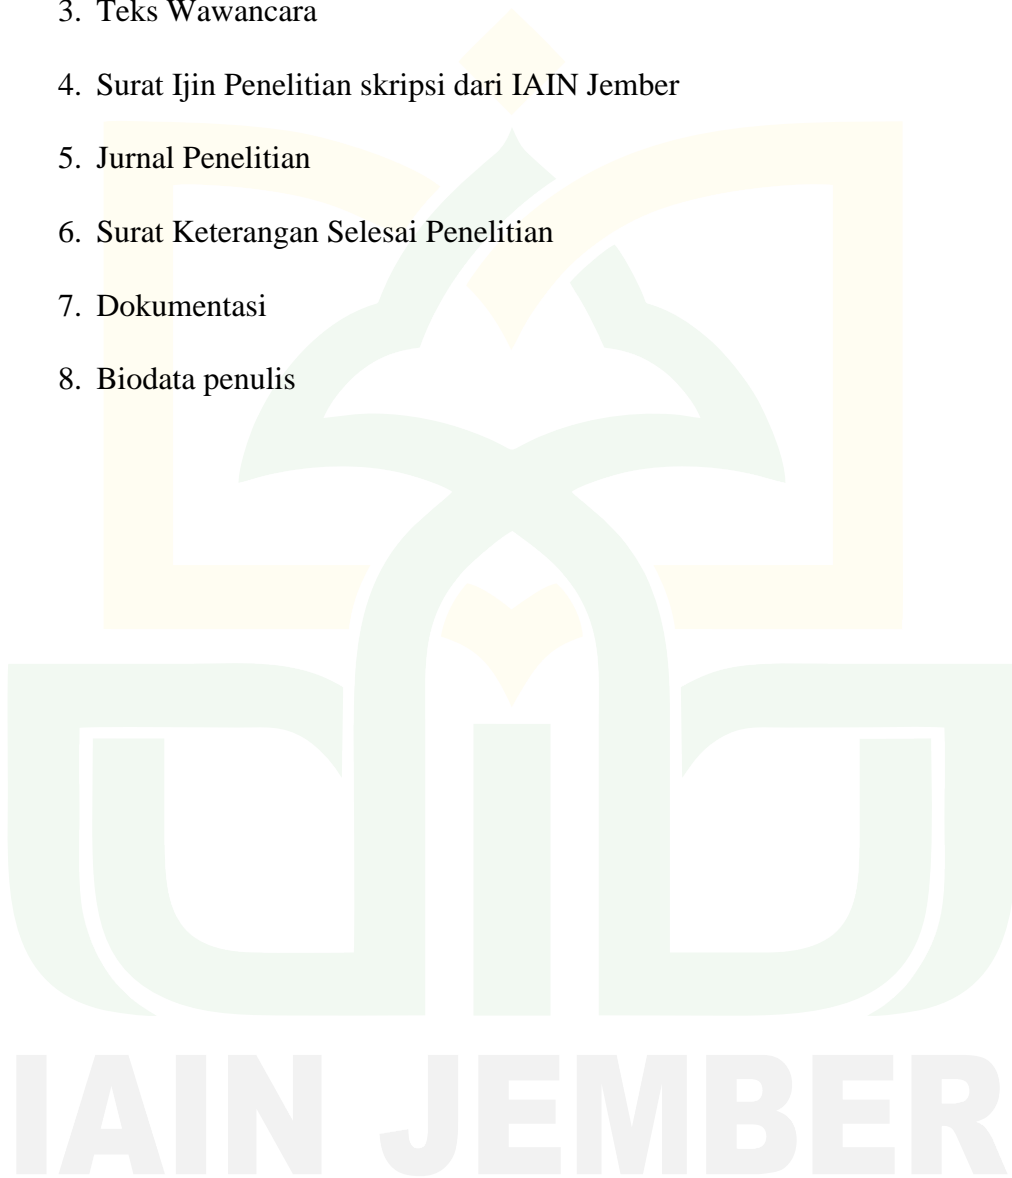 3. Teks Wawancara
4. Surat Ijin Penelitian skripsi dari IAIN Jember
5. Jurnal Penelitian
6. Surat Keterangan Selesai Penelitian
7. Dokumentasi
8. Biodata penulis
IAIN JEMBER